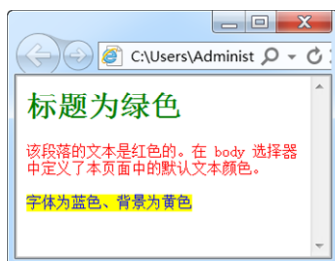 C:\Users\Administ
标题为绿色
该段落的文本是红色的。在 body 选择器
中定义了本页面中的默认文本颜色。
字体为蓝色、背景为黄色